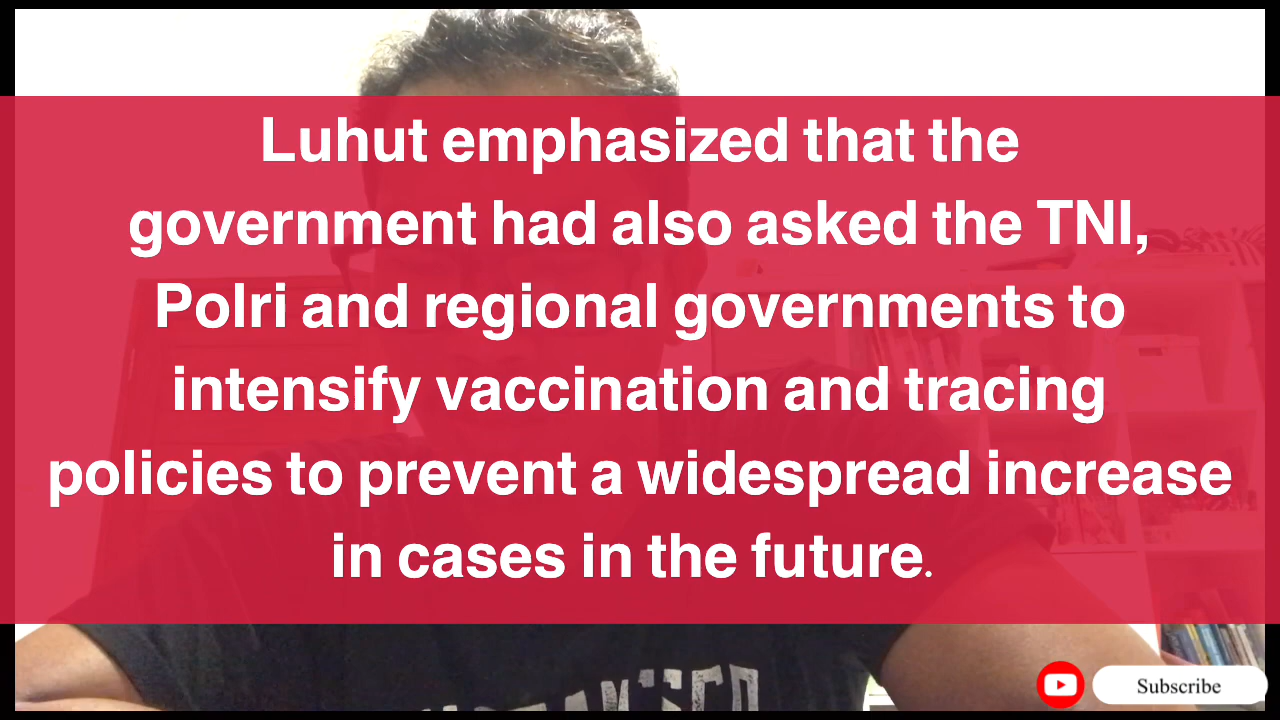 Luhut emphasized that the
government had also asked the TNI,
Polri and regional governments to
intensify vaccination and tracing
policies to prevent a widespread increase
in cases in the future.
Subscribe